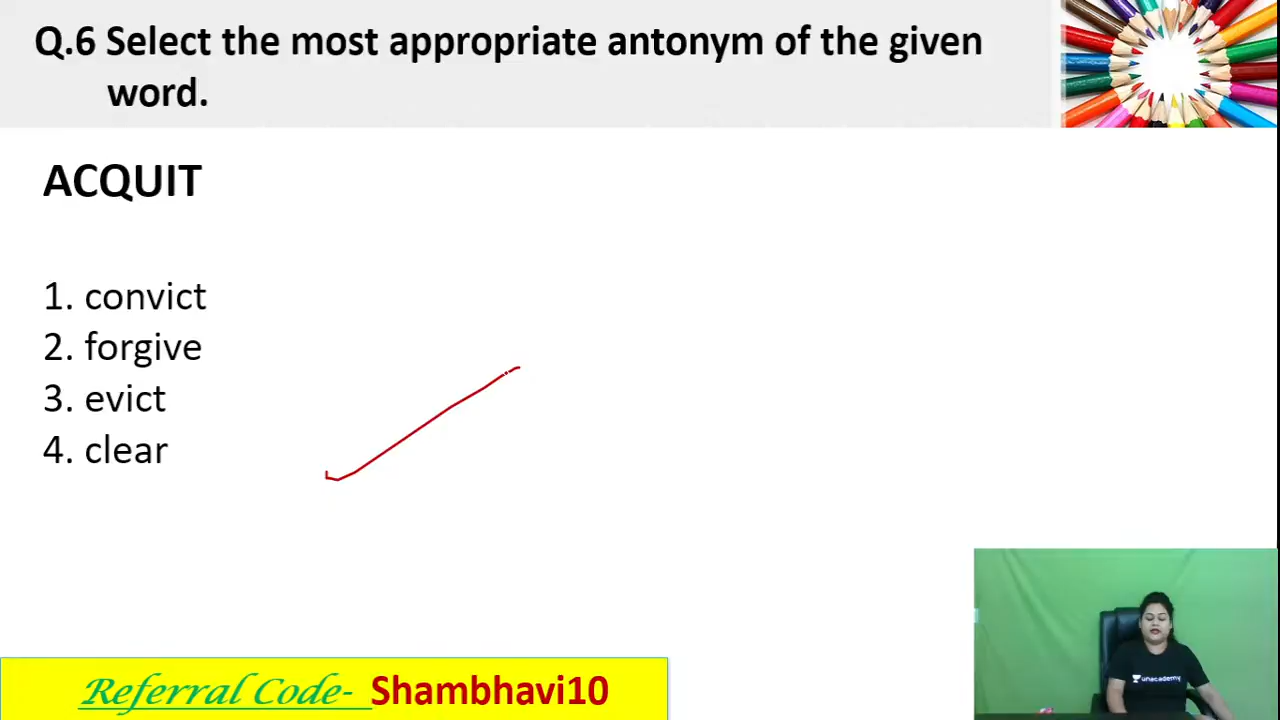 Q.6 Select the most appropriate antonym of the given
word.
ACQUIT
1. convict
2. forgive
3. evict
4. clear
unacademy
Referral Code- Shambhavi10